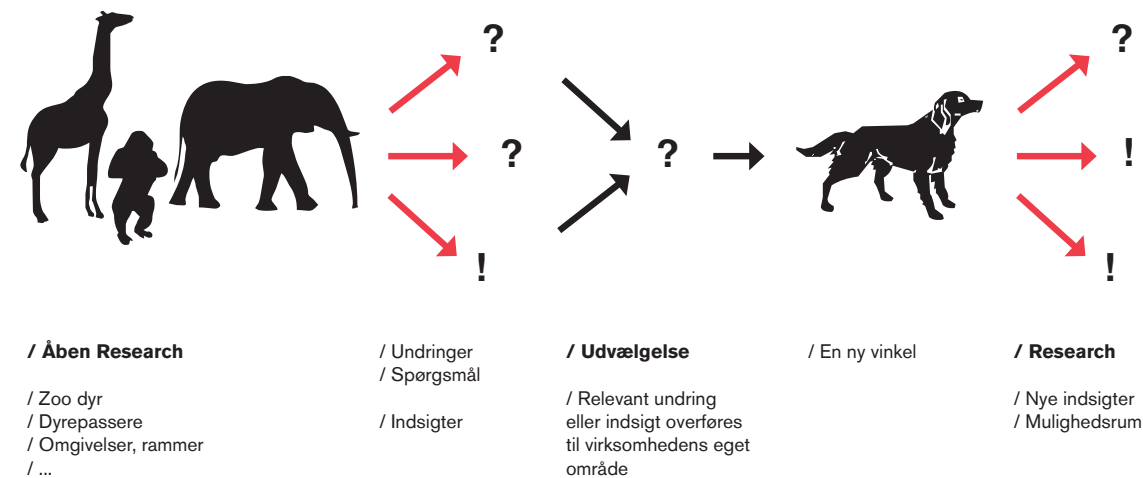 ?
?
!
?
?
!
!
/ Åben Research
/ Zoo dyr
/ Dyrepassere
/ Omgivelser, rammer
/ ...
/ Undringer
/ Spørgsmål
/ Indsigter
/ Udvælgelse
/ Relevant undring
eller indsigt overføres
til virksomhedens eget
område
/ En ny vinkel
/ Research
/ Nye indsigter
/ Mulighedsrum